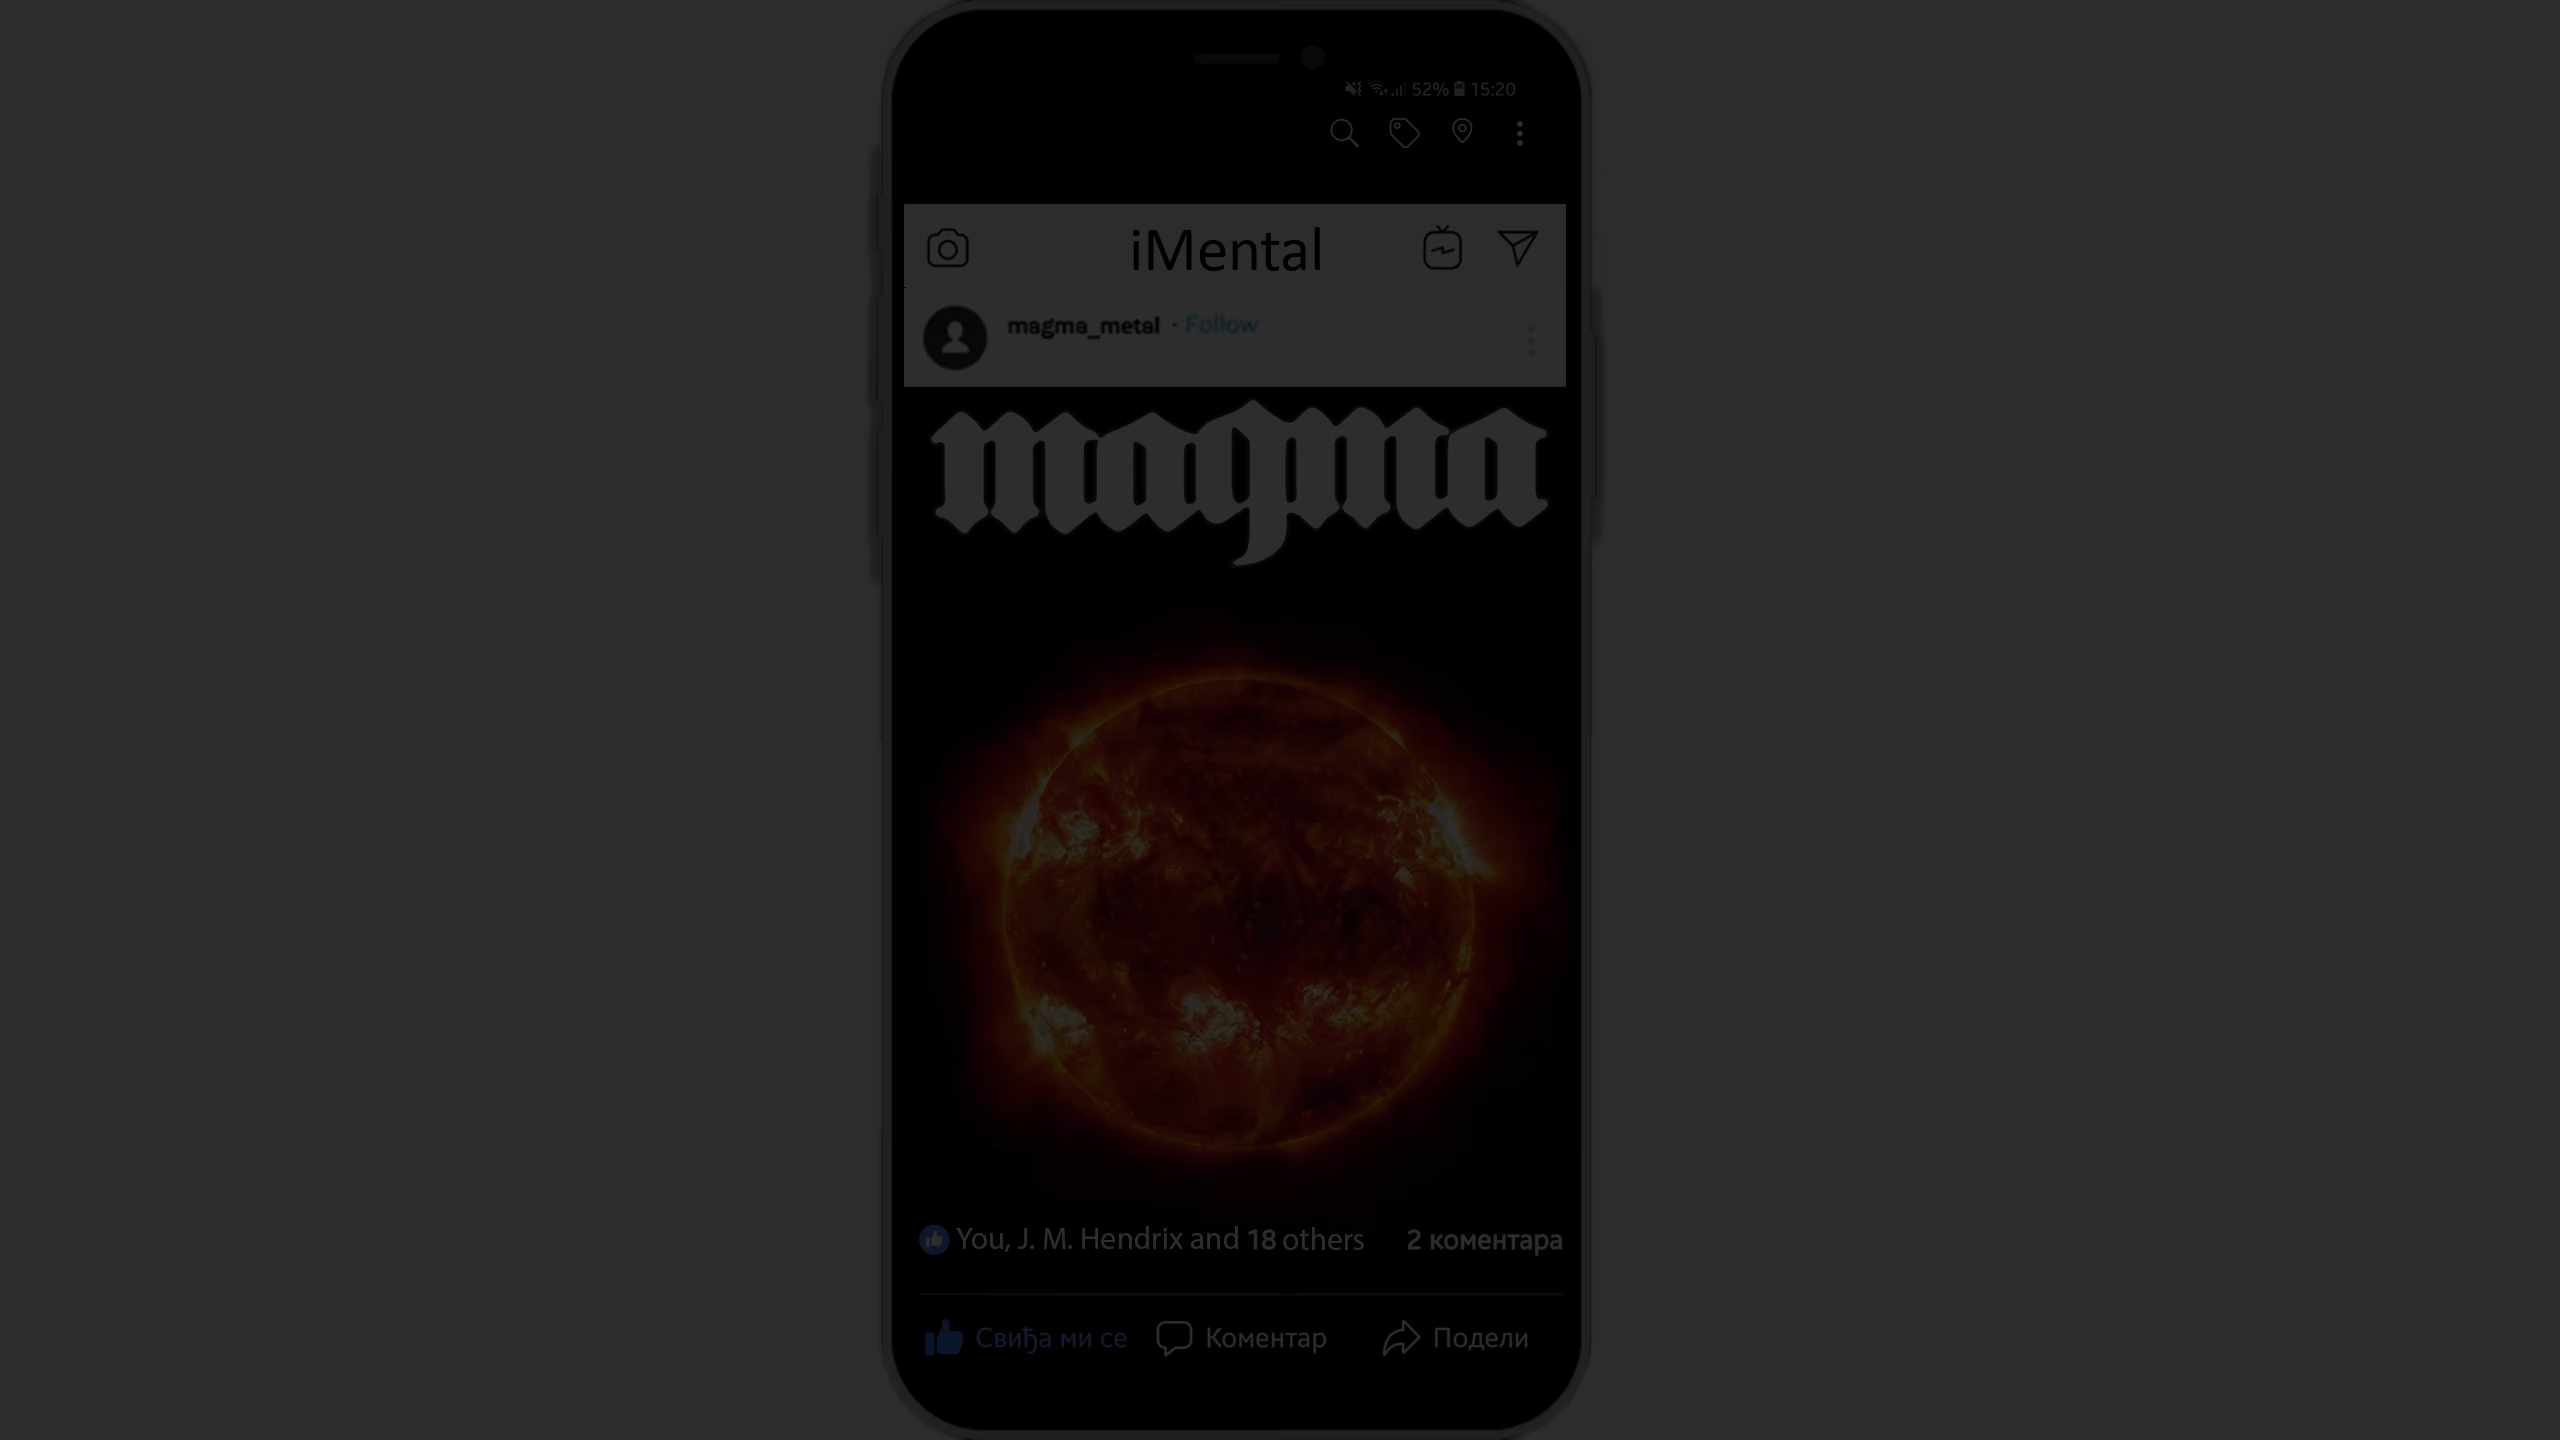 52% 15:20
iMental
magma_metal · Follow
magma
You, J. M. Hendrix and 18 others 2 коментара
Свиђа ми се Коментар Подели